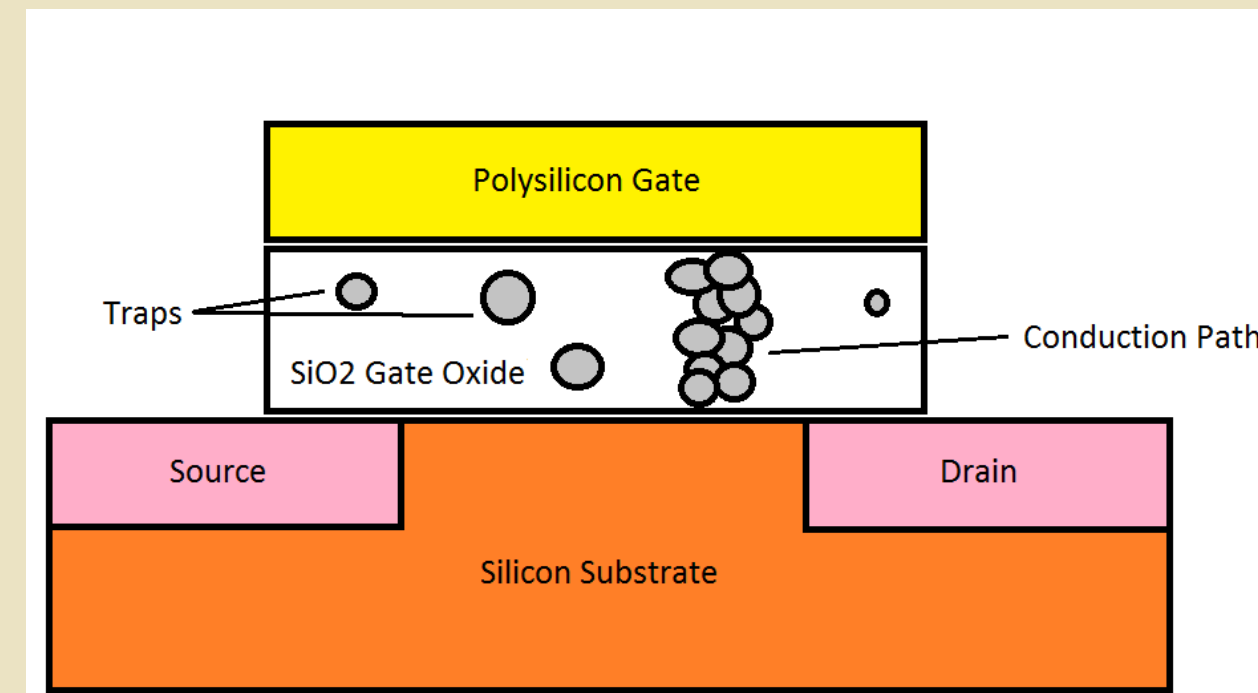 Polysilicon Gate
Traps
SiO2 Gate Oxide
Conduction Path
Source
Drain
Silicon Substrate